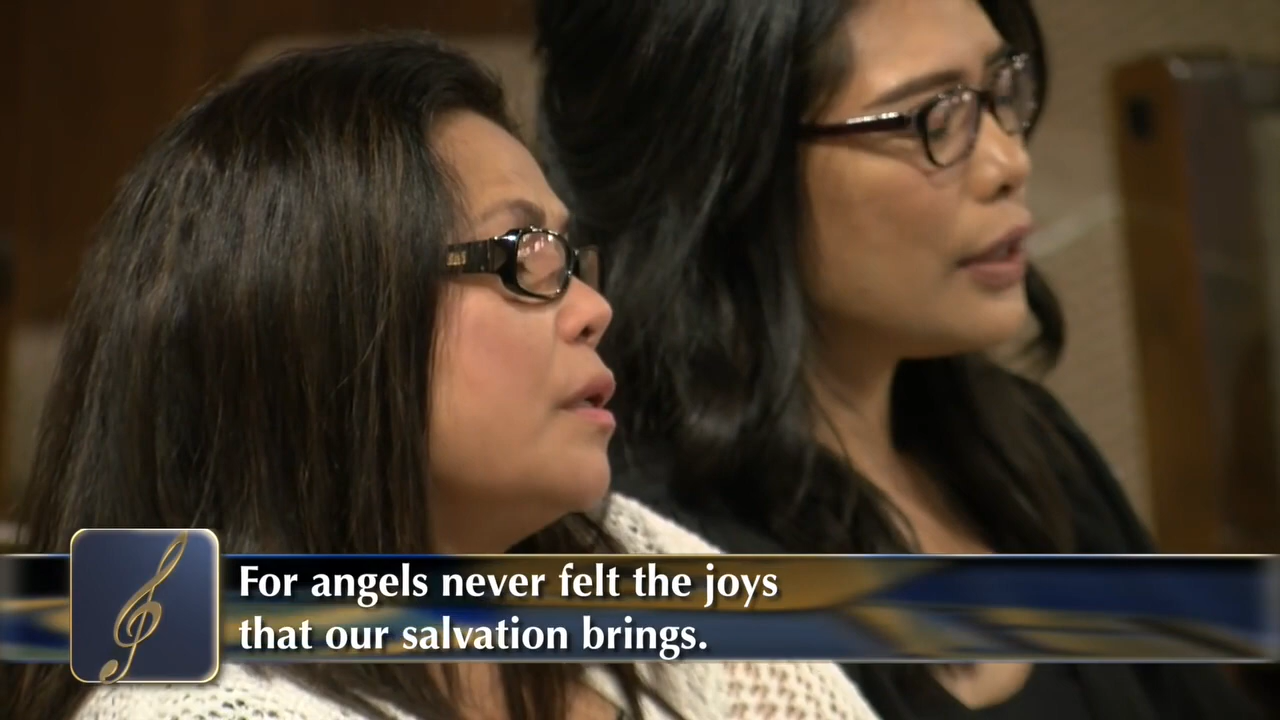 For angels never felt the joys
that our salvation brings.